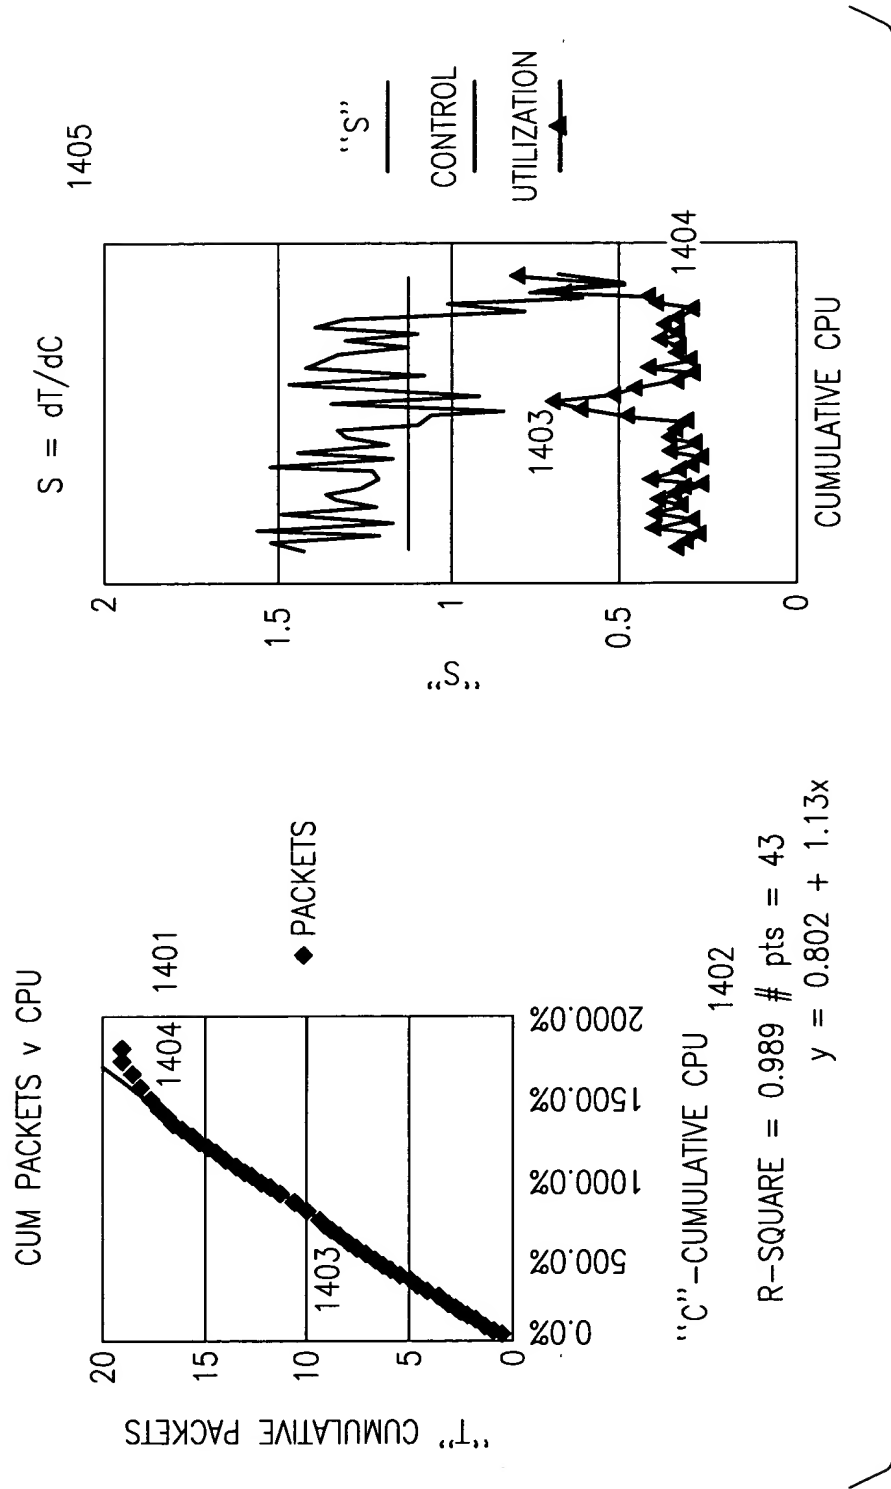 CUM PACKETS v CPU
"T" CUMULATIVE PACKETS
20
15
10
5
0
1404
1401
1403
PACKETS
0.0%
500.0%
1000.0%
1500.0%
2000.0%
"C"-CUMULATIVE CPU
1402
R-SQUARE = 0.989 # pts = 43
y = 0.802 + 1.13x
S = dT/dC
1405
"S"
2
1.5
1
0.5
0
1403
1404
CUMULATIVE CPU
"S"
CONTROL
UTILIZATION